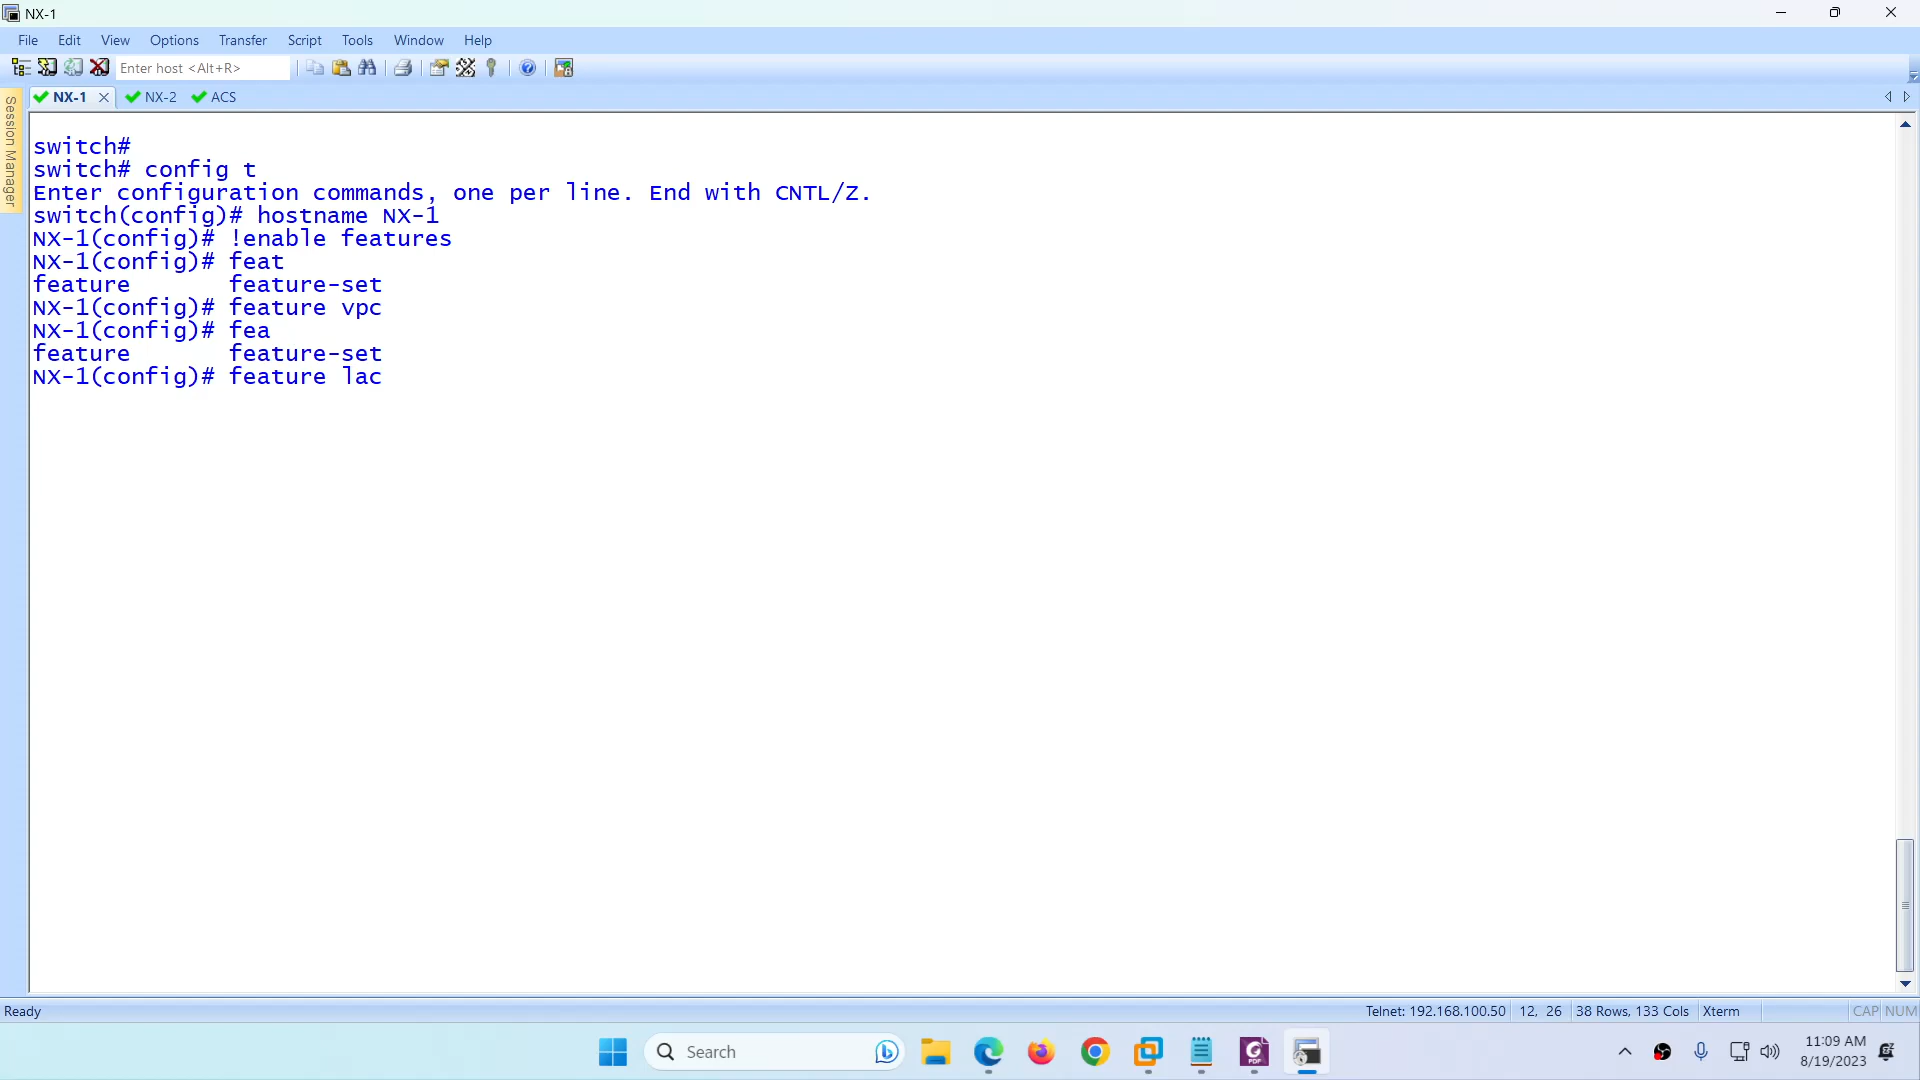 NX-1
File Edit View Options Transfer Script Tools Window Help
Enter host <Alt+R>
NX-1 NX-2 ACS
Session Manager
switch#
switch# config t
Enter configuration commands, one per line. End with CNTL/Z.
switch(config)# hostname NX-1
NX-1(config)# !enable features
NX-1(config)# feat
feature feature-set
NX-1(config)# feature vpc
NX-1(config)# fea
feature feature-set
NX-1(config)# feature lac
Ready Telnet: 192.168.100.50 12, 26 38 Rows, 133 Cols Xterm CAP NUM
Search PDF 11:09 AM
8/19/2023